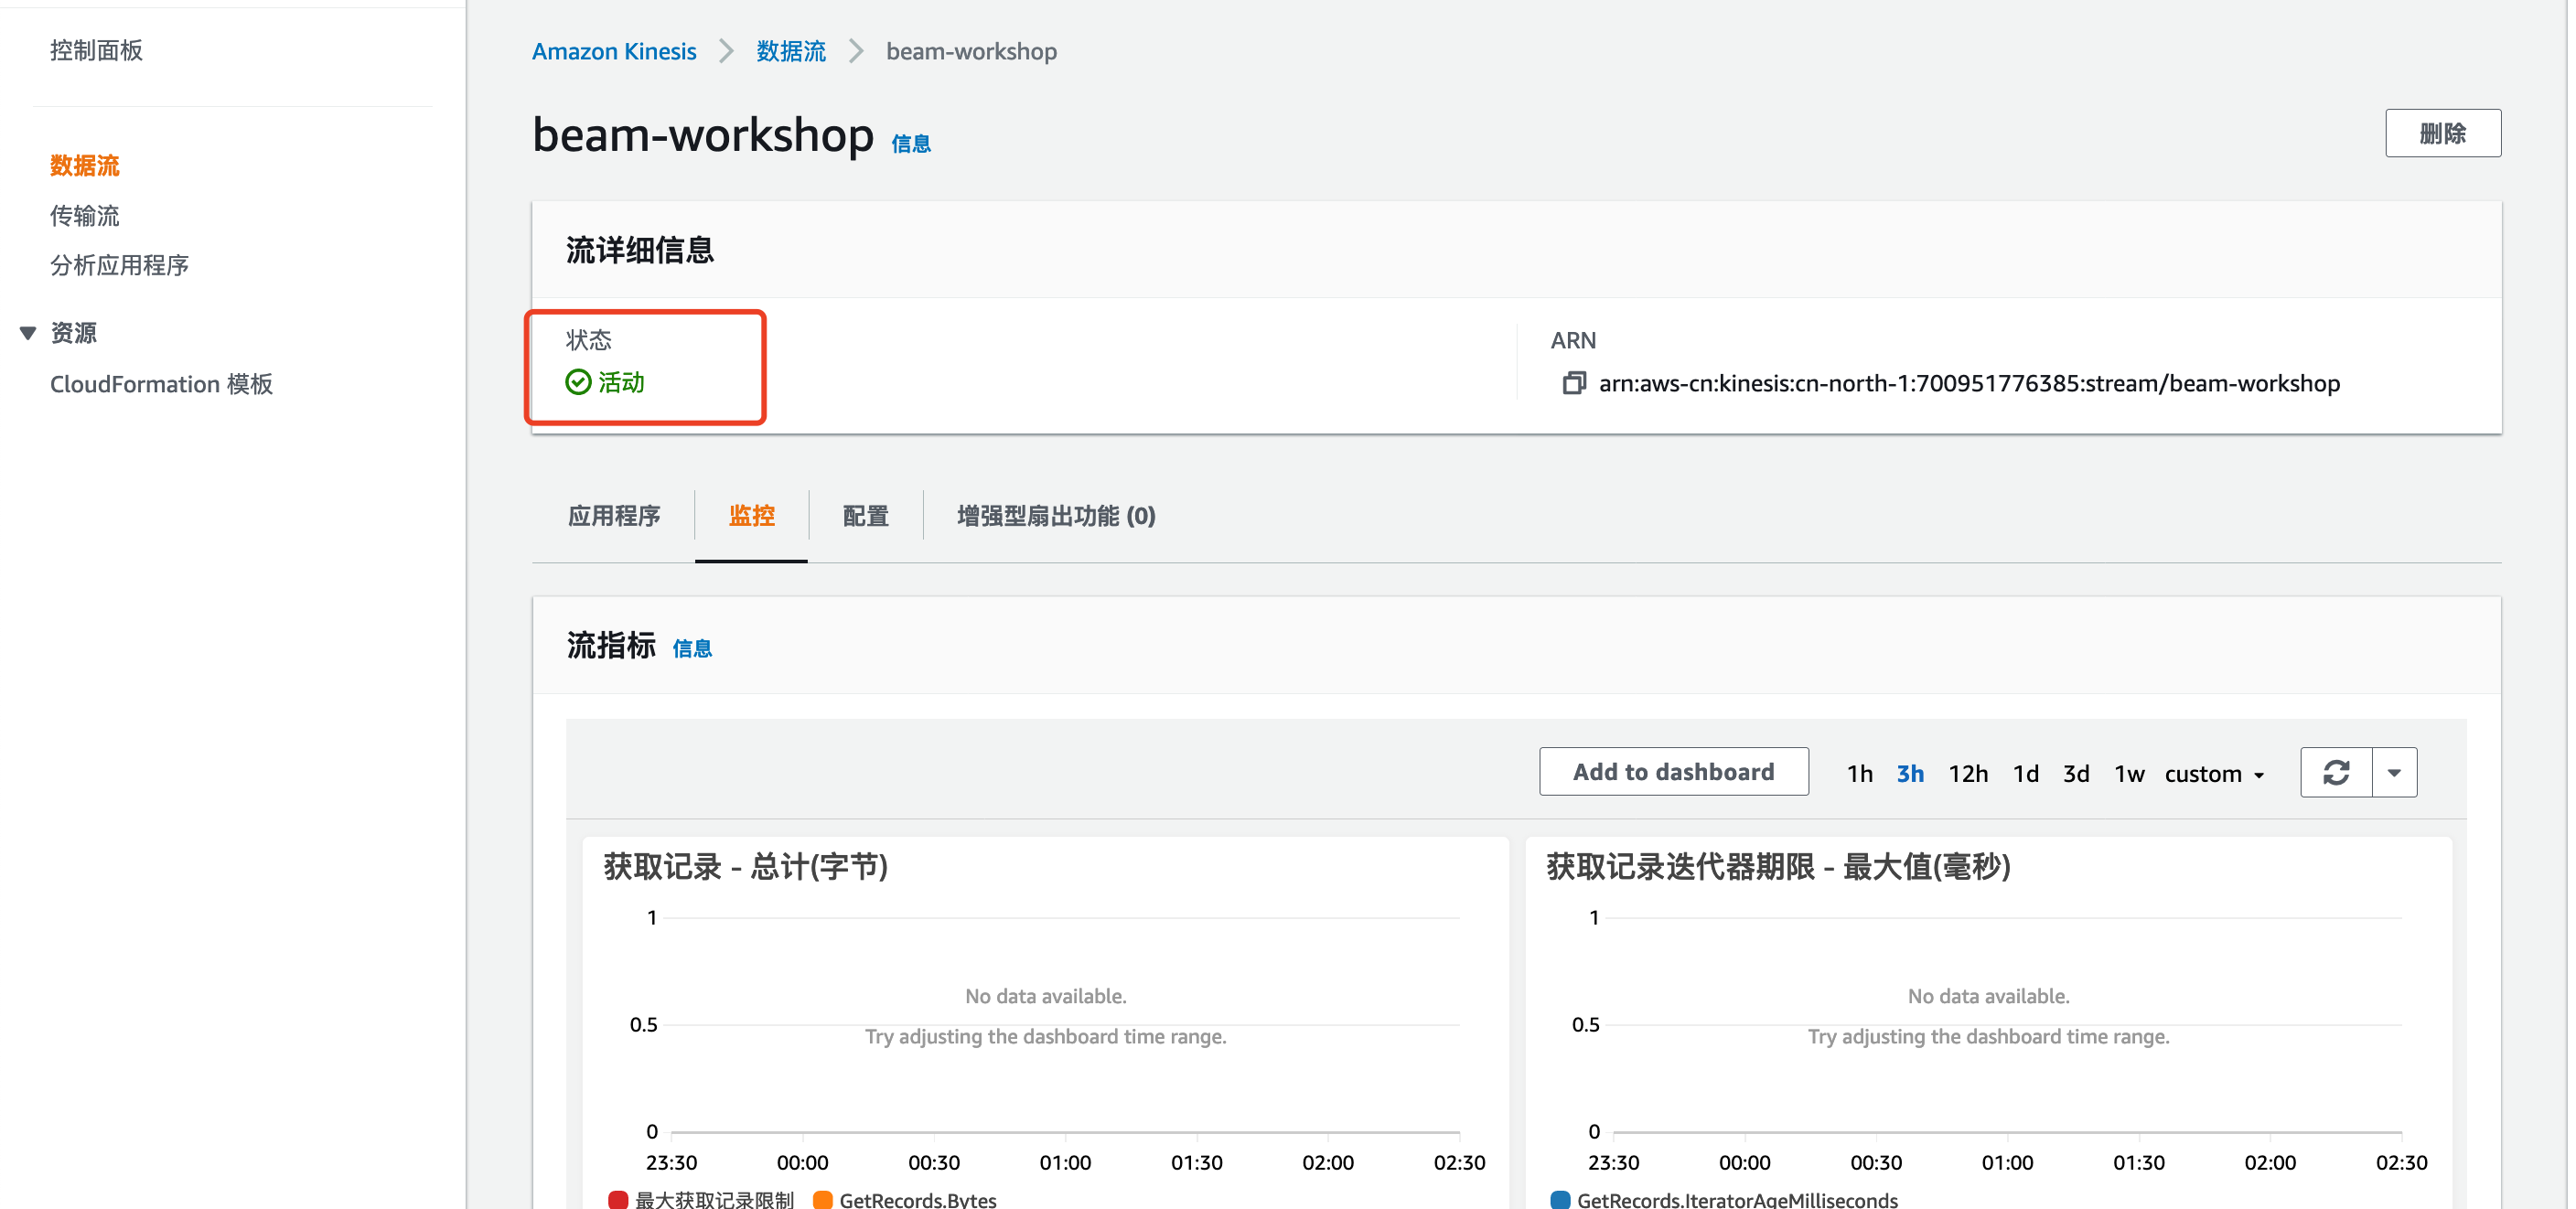 控制面板
数据流
传输流
分析应用程序
资源
CloudFormation 模板
Amazon Kinesis
数据流
beam-workshop
beam-workshop 信息
删除
流详细信息
状态
活动
ARN
arn:aws-cn:kinesis:cn-north-1:700951776385:stream/beam-workshop
应用程序
监控
配置
增强型扇出功能 (0)
流指标 信息
Add to dashboard
1h 3h 12h 1d 3d 1w custom
获取记录 - 总计(字节)
1
No data available.
0.5
Try adjusting the dashboard time range.
0
23:30 00:00 00:30 01:00 01:30 02:00 02:30
最大获取记录限制 GetRecords.Bytes
获取记录迭代器期限 - 最大值(毫秒)
1
No data available.
0.5
Try adjusting the dashboard time range.
0
23:30 00:00 00:30 01:00 01:30 02:00 02:30
GetRecords.IteratorAgeMilliseconds